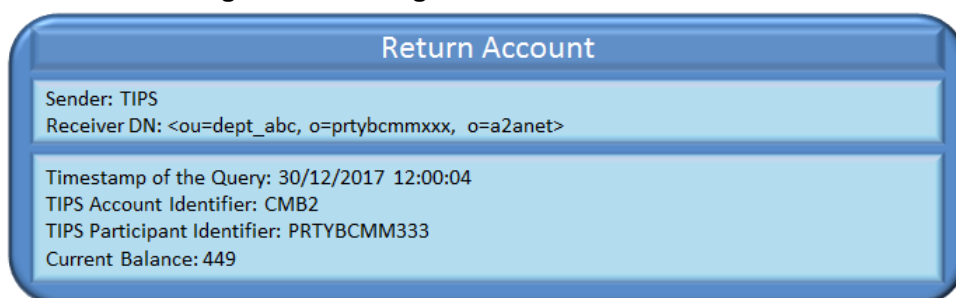 Return Account
Sender: TIPS
Receiver DN: <ou=dept_abc, o=prtybcmmxxx, o=a2anet>
Timestamp of the Query: 30/12/2017 12:00:04
TIPS Account Identifier: CMB2
TIPS Participant Identifier: PRTYBCMM333
Current Balance: 449